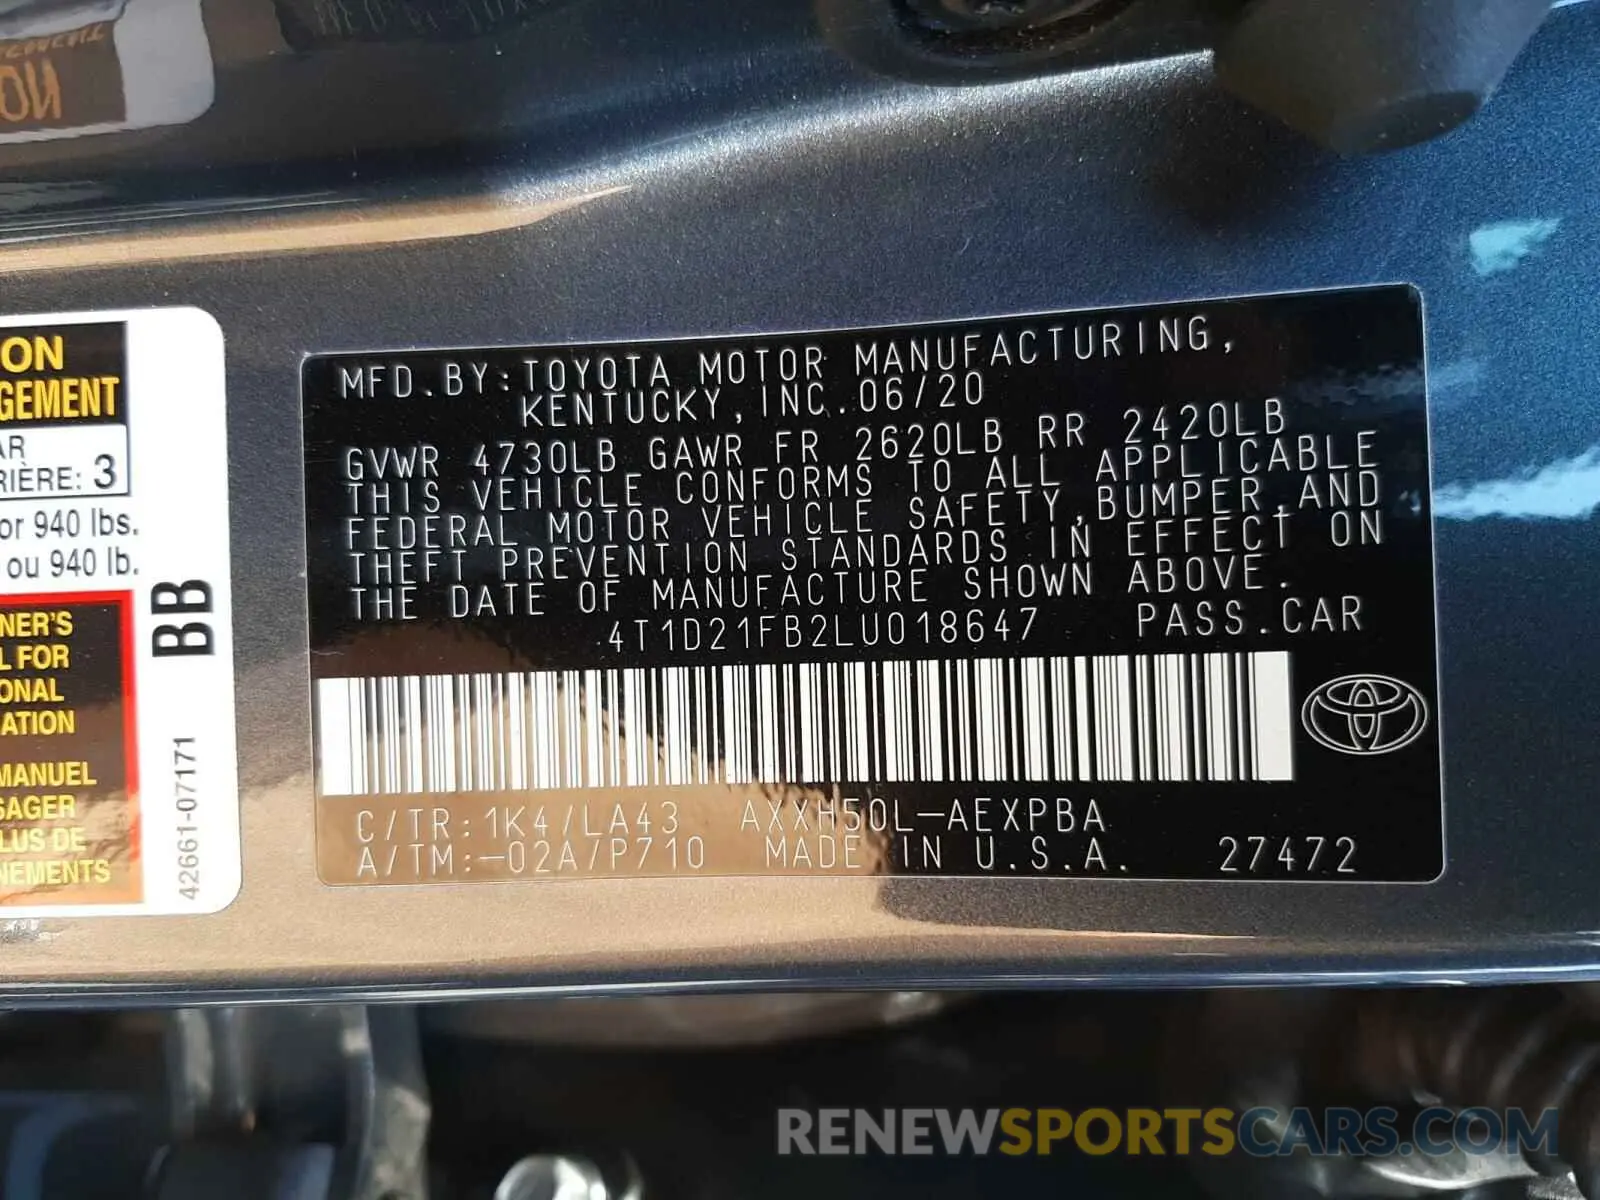 ON
GEMENT
AR
RIÈRE: 3
or 940 lbs.
ou 940 lb.
NER'S
L FOR
ONAL
ATION
MANUEL
SAGER
LUS DE
NEMENTS
BB
42661-07171
MFD.BY:TOYOTA MOTOR MANUFACTURING,
KENTUCKY,INC.06/20
GVWR 4730LB GAWR FR 2620LB RR 2420LB
THIS VEHICLE CONFORMS TO ALL APPLICABLE
FEDERAL MOTOR VEHICLE SAFETY,BUMPER,AND
THEFT PREVENTION STANDARDS IN EFFECT ON
THE DATE OF MANUFACTURE SHOWN ABOVE.
4T1D21FB2LU018647 PASS.CAR
C/TR:1K4/LA43 AXXH50L-AEXPBA
A/TM:-02A/P710 MADE IN U.S.A. 27472
RENEWSPORTSCARS.COM